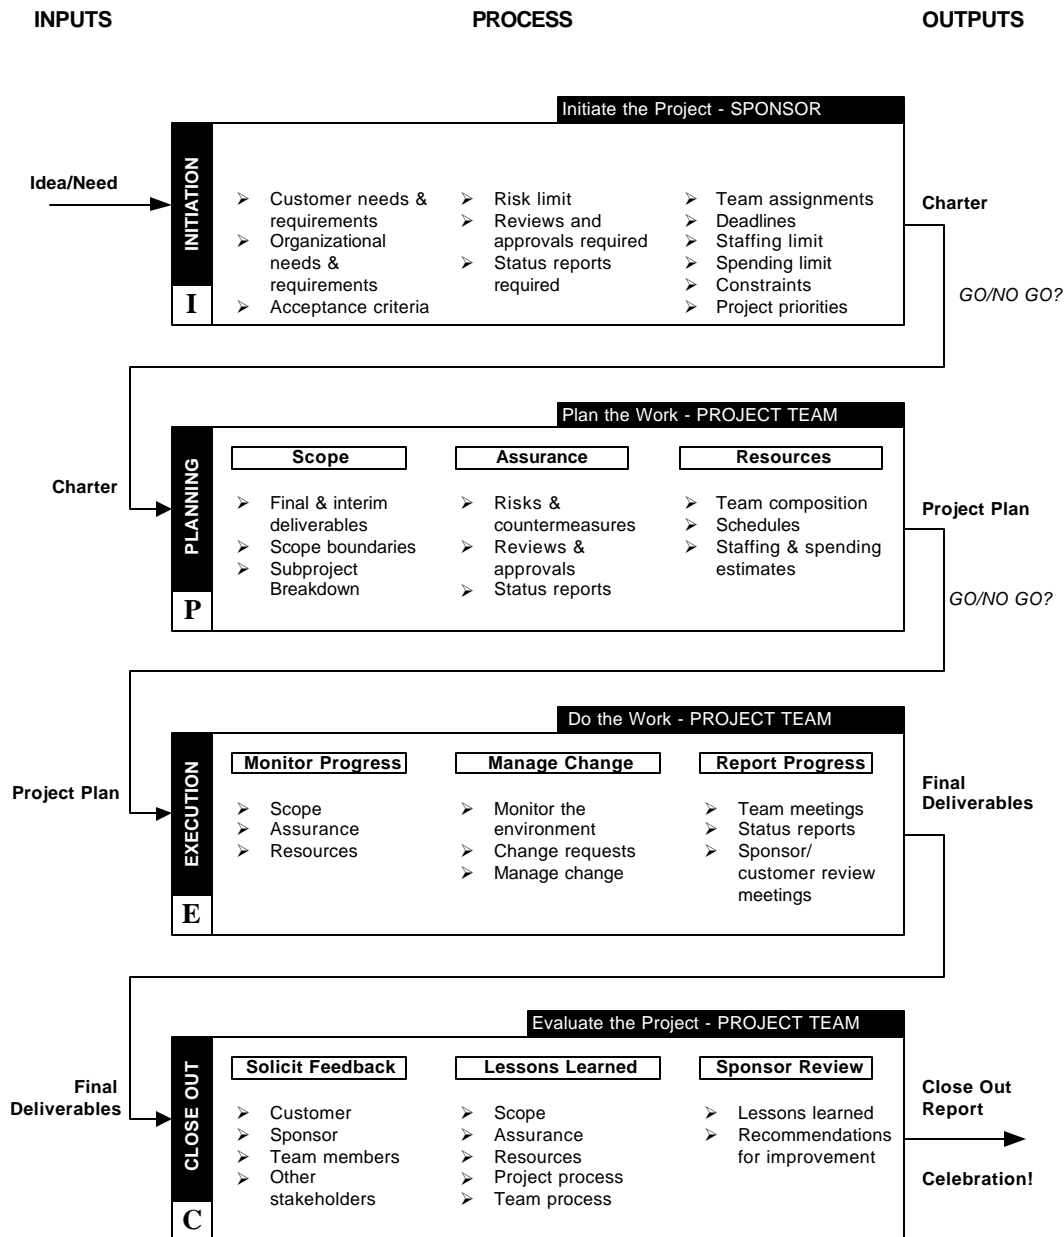 INPUTS
PROCESS
OUTPUTS
Initiate the Project - SPONSOR
INITIATION
I
Idea/Need
➢ Customer needs &
requirements
➢ Organizational
needs &
requirements
➢ Acceptance criteria
➢ Risk limit
➢ Reviews and
approvals required
➢ Status reports
required
➢ Team assignments
➢ Deadlines
➢ Staffing limit
➢ Spending limit
➢ Constraints
➢ Project priorities
Charter
GO/NO GO?
Plan the Work - PROJECT TEAM
PLANNING
P
Charter
Scope
➢ Final & interim
deliverables
➢ Scope boundaries
➢ Subproject
Breakdown
Assurance
➢ Risks &
countermeasures
➢ Reviews &
approvals
➢ Status reports
Resources
➢ Team composition
➢ Schedules
➢ Staffing & spending
estimates
Project Plan
GO/NO GO?
Do the Work - PROJECT TEAM
EXECUTION
E
Project Plan
Monitor Progress
➢ Scope
➢ Assurance
➢ Resources
Manage Change
➢ Monitor the
environment
➢ Change requests
➢ Manage change
Report Progress
➢ Team meetings
➢ Status reports
➢ Sponsor/
customer review
meetings
Final
Deliverables
Evaluate the Project - PROJECT TEAM
CLOSE OUT
C
Final
Deliverables
Solicit Feedback
➢ Customer
➢ Sponsor
➢ Team members
➢ Other
stakeholders
Lessons Learned
➢ Scope
➢ Assurance
➢ Resources
➢ Project process
➢ Team process
Sponsor Review
➢ Lessons learned
➢ Recommendations
for improvement
Close Out
Report
Celebration!